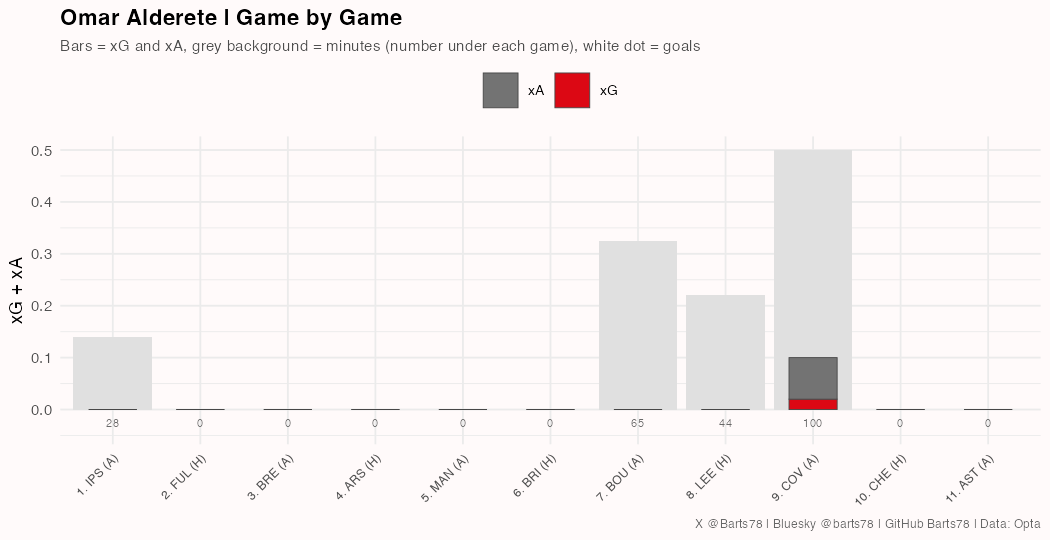 Omar Alderete | Game by Game
Bars = xG and xA, grey background = minutes (number under each game), white dot = goals
xA xG
xG + xA
0.5
0.4
0.3
0.2
0.1
0.0
28 0 0 0 0 0 65 44 100 0 0
1. IPS (A) 2. FUL (H) 3. BRE (A) 4. ARS (H) 5. MAN (A) 6. BRI (H) 7. BOU (A) 8. LEE (H) 9. COV (A) 10. CHE (H) 11. AST (A)
X @Barts78 | Bluesky @barts78 | GitHub Barts78 | Data: Opta